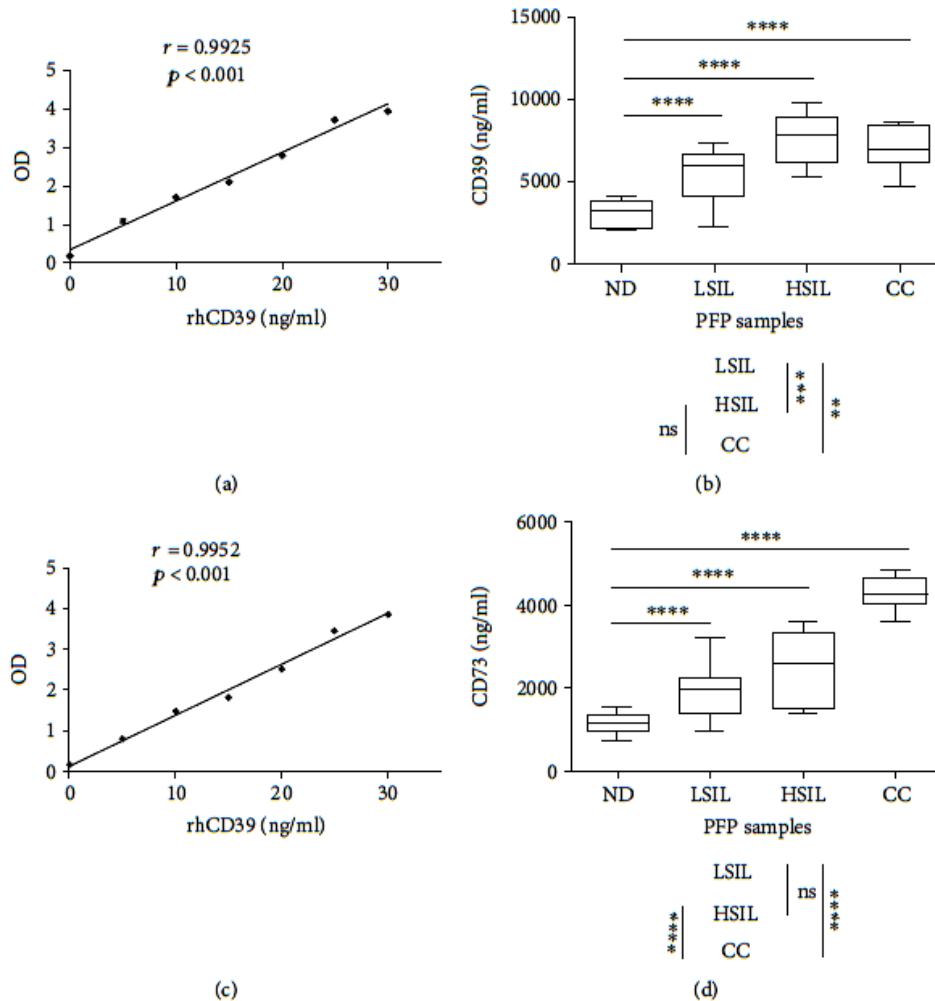 r = 0.9925
p < 0.001
5
4
3
2
1
0
OD
0
10
20
30
rhCD39 (ng/ml)
(a)
15000
10000
5000
0
CD39 (ng/ml)
****
****
****
ND
LSIL
HSIL
CC
PFP samples
LSIL
HSIL
CC
ns
***
**
(b)
r = 0.9952
p < 0.001
5
4
3
2
1
0
OD
0
10
20
30
rhCD39 (ng/ml)
(c)
6000
4000
2000
0
CD73 (ng/ml)
****
****
****
ND
LSIL
HSIL
CC
PFP samples
LSIL
HSIL
CC
****
ns
****
(d)